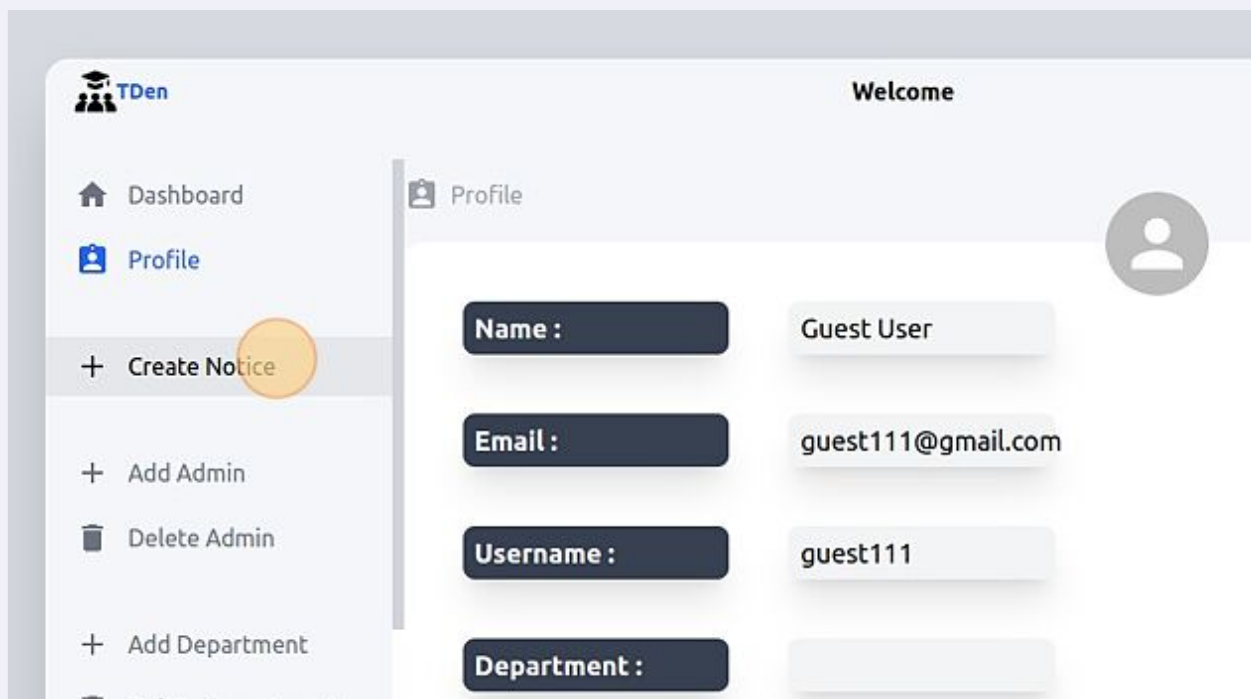 TDen
Welcome
Dashboard
Profile
Profile
Create Notice
Add Admin
Delete Admin
Add Department
Name :
Guest User
Email :
guest111@gmail.com
Username :
guest111
Department :